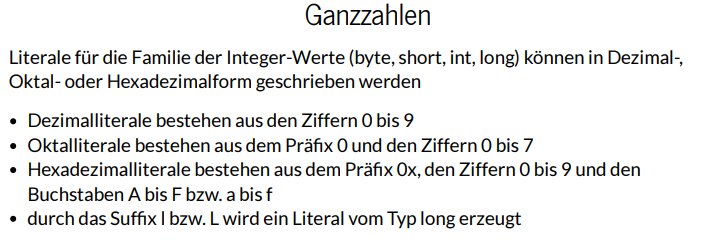 Ganzzahlen
Literale für die Familie der Integer-Werte (byte, short, int, long) können in Dezimal-,
Oktal- oder Hexadezimalform geschrieben werden
• Dezimalliterale bestehen aus den Ziffern 0 bis 9
• Oktalliterale bestehen aus dem Präfix 0 und den Ziffern 0 bis 7
• Hexadezimalliterale bestehen aus dem Präfix 0x, den Ziffern 0 bis 9 und den
Buchstaben A bis F bzw. a bis f
• durch das Suffix l bzw. L wird ein Literal vom Typ long erzeugt